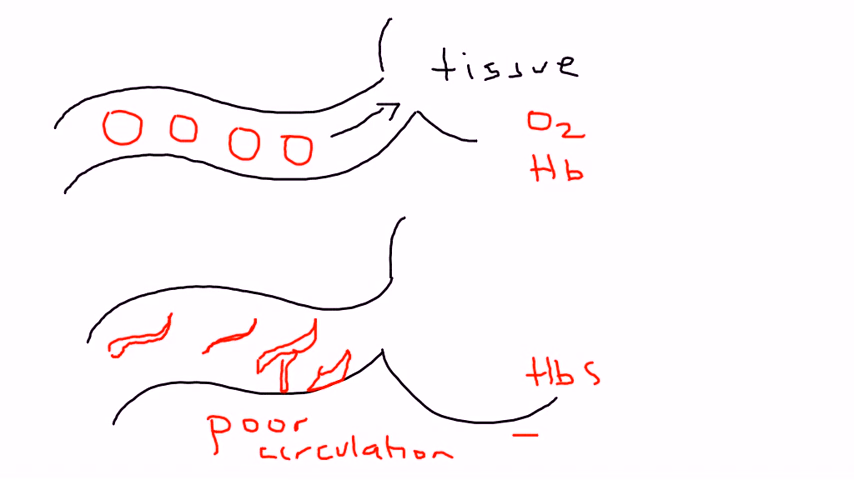 tissue
O2
Hb
HbS
poor
circulation